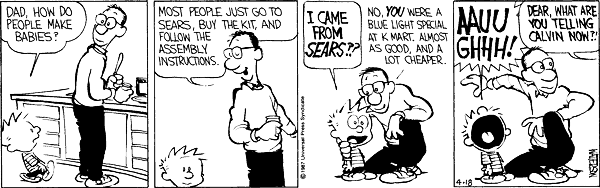 DAD, HOW DO
PEOPLE MAKE
BABIES?
MOST PEOPLE JUST GO TO
SEARS, BUY THE KIT, AND
FOLLOW THE
ASSEMBLY
INSTRUCTIONS.
©1987 Universal Press Syndicate
I CAME
FROM
SEARS??
NO, YOU WERE A
BLUE LIGHT SPECIAL
AT K MART. ALMOST
AS GOOD, AND A
LOT CHEAPER.
AAUU
GHHH!
DEAR, WHAT ARE
YOU TELLING
CALVIN NOW?!
4-18
WATTERSON